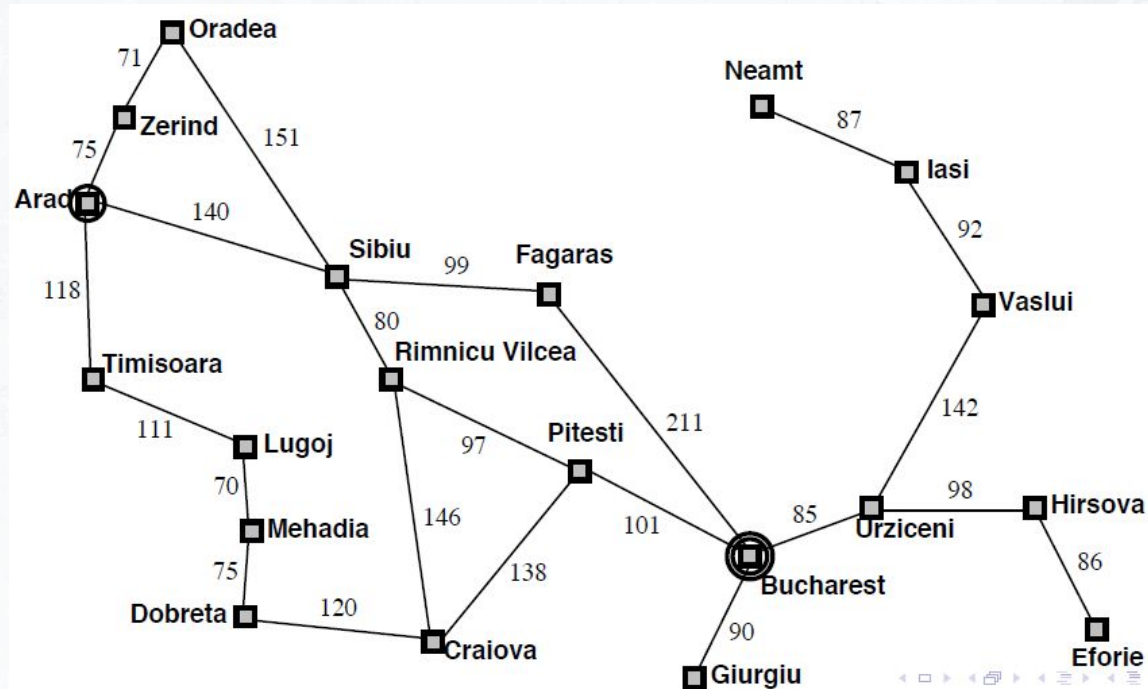 Oradea
71
Neamt
87
Zerind
151
75
Iasi
Arad
140
92
Sibiu
Fagaras
99
118
Vaslui
80
Timisoara
Rimnicu Vilcea
142
111
211
Lugoj
97
Pitesti
70
98
Hirsova
146
101
85
Urziceni
Mehadia
138
86
75
Bucharest
Dobreta
120
90
Craiova
Eforie
Giurgiu